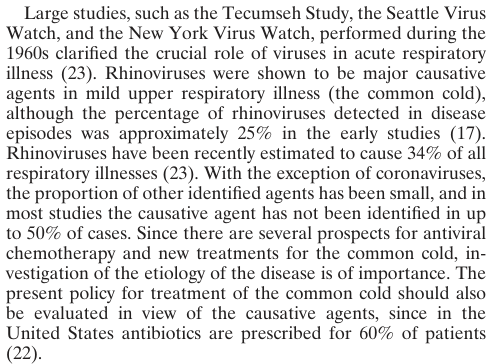 Large studies, such as the Tecumseh Study, the Seattle Virus
Watch, and the New York Virus Watch, performed during the
1960s clarified the crucial role of viruses in acute respiratory
illness (23). Rhinoviruses were shown to be major causative
agents in mild upper respiratory illness (the common cold),
although the percentage of rhinoviruses detected in disease
episodes was approximately 25% in the early studies (17).
Rhinoviruses have been recently estimated to cause 34% of all
respiratory illnesses (23). With the exception of coronaviruses,
the proportion of other identified agents has been small, and in
most studies the causative agent has not been identified in up
to 50% of cases. Since there are several prospects for antiviral
chemotherapy and new treatments for the common cold, in-
vestigation of the etiology of the disease is of importance. The
present policy for treatment of the common cold should also
be evaluated in view of the causative agents, since in the
United States antibiotics are prescribed for 60% of patients
(22).